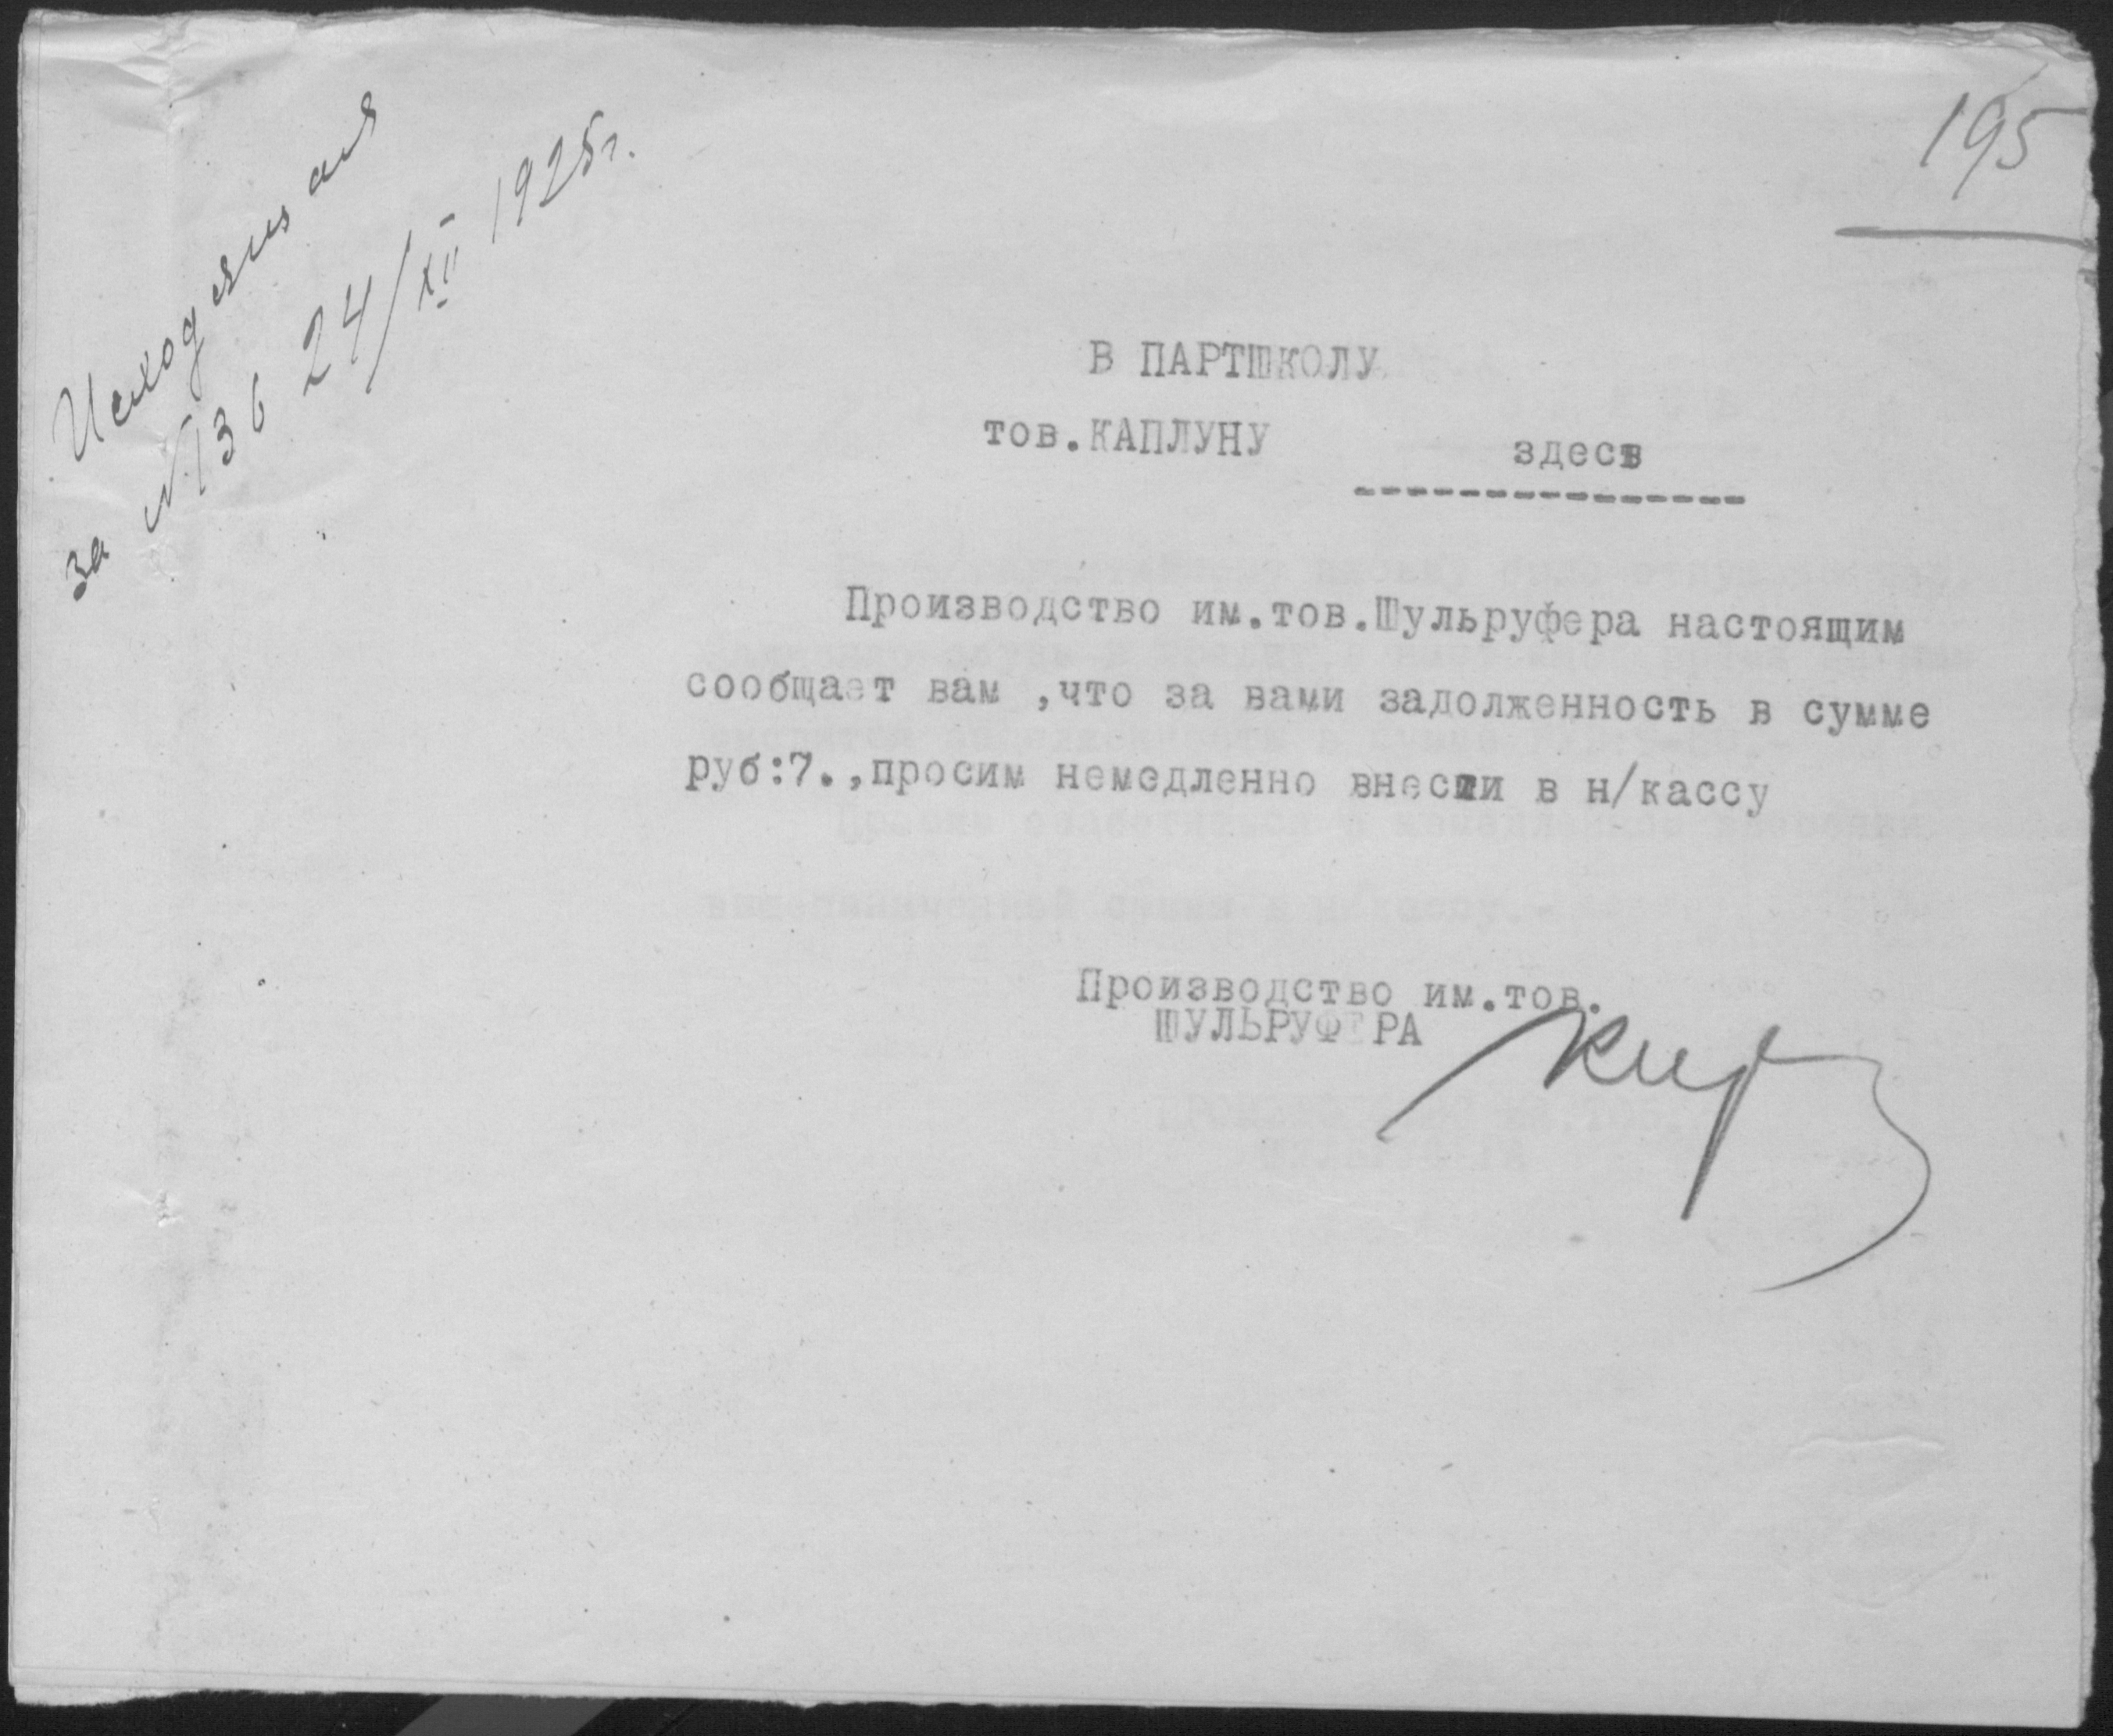 195
Исходящая
за №136 24/XII 1925г.
В ПАРТШКОЛУ
тов.КАПЛУНУ здесь
----------------
Производство им.тов.Шульруфера настоящим
сообщает вам ,что за вами задолженность в сумме
руб:7.,просим немедленно внести в н/кассу
Производство им.тов.
ШУЛЬРУФЕРА